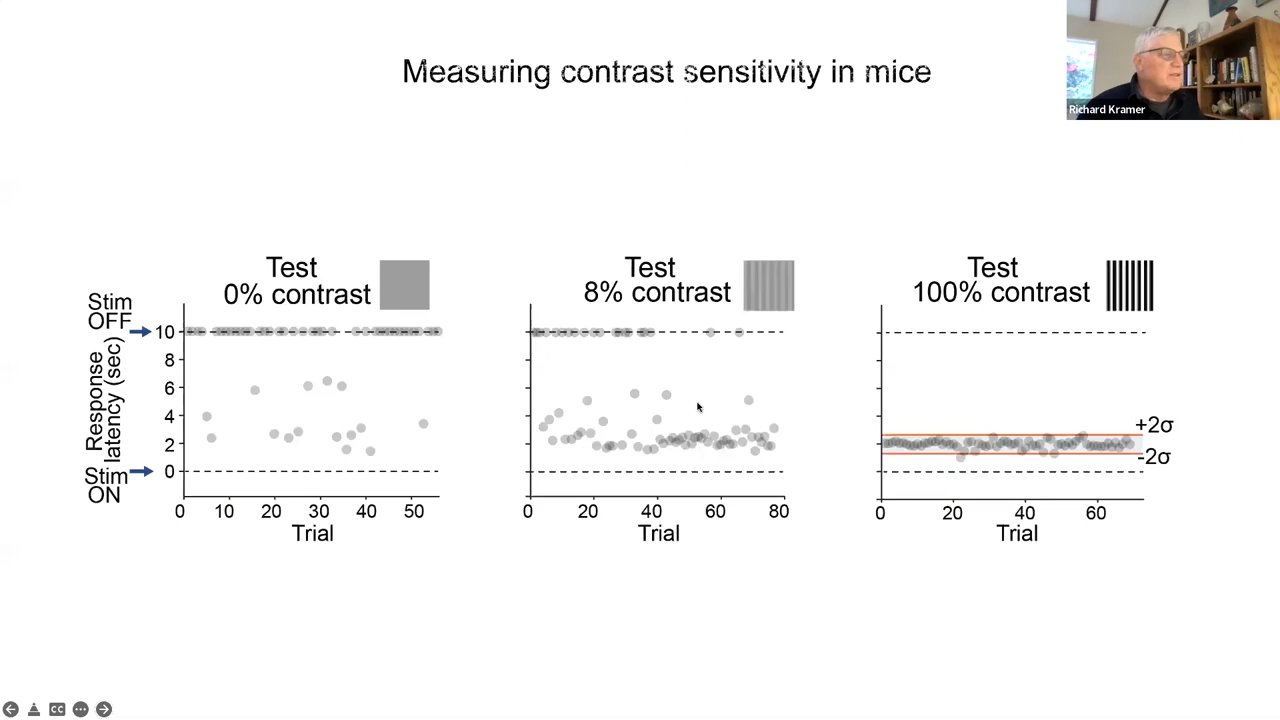 Measuring contrast sensitivity in mice
Richard Kramer
Test
0% contrast
Stim
OFF
Response
latency (sec)
Stim
ON
10
8
6
4
2
0
0 10 20 30 40 50
Trial
Test
8% contrast
0 20 40 60 80
Trial
Test
100% contrast
+2σ
-2σ
0 20 40 60
Trial
CC